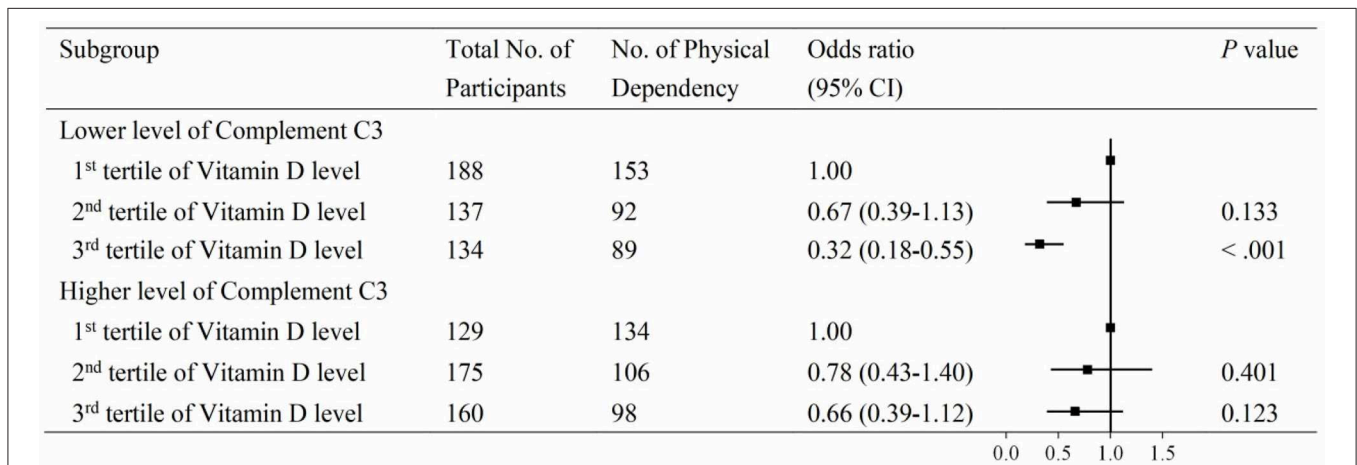 Subgroup Total No. of Participants No. of Physical Dependency Odds ratio (95% CI) P value
Lower level of Complement C3
1st tertile of Vitamin D level 188 153 1.00
2nd tertile of Vitamin D level 137 92 0.67 (0.39-1.13) 0.133
3rd tertile of Vitamin D level 134 89 0.32 (0.18-0.55) < .001
Higher level of Complement C3
1st tertile of Vitamin D level 129 134 1.00
2nd tertile of Vitamin D level 175 106 0.78 (0.43-1.40) 0.401
3rd tertile of Vitamin D level 160 98 0.66 (0.39-1.12) 0.123
0.0 0.5 1.0 1.5